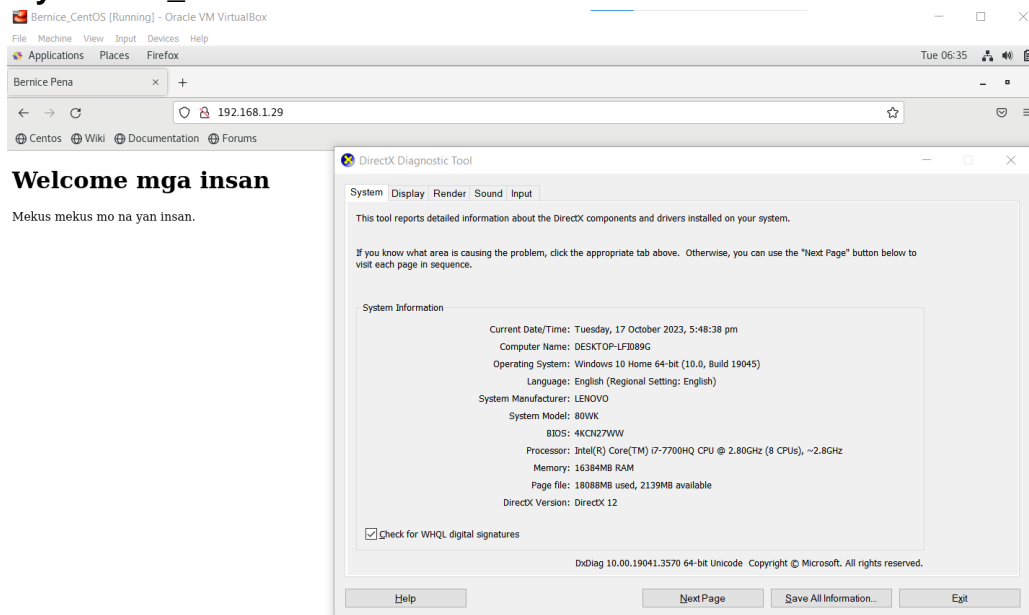 Bernice_CentOS [Running] - Oracle VM VirtualBox
File Machine View Input Devices Help
Applications Places Firefox Tue 06:35
Bernice Pena × +
192.168.1.29
Centos Wiki Documentation Forums
Welcome mga insan
Mekus mekus mo na yan insan.
DirectX Diagnostic Tool
System Display Render Sound Input
This tool reports detailed information about the DirectX components and drivers installed on your system.
If you know what area is causing the problem, click the appropriate tab above. Otherwise, you can use the "Next Page" button below to
visit each page in sequence.
System Information
Current Date/Time: Tuesday, 17 October 2023, 5:48:38 pm
Computer Name: DESKTOP-LFI089G
Operating System: Windows 10 Home 64-bit (10.0, Build 19045)
Language: English (Regional Setting: English)
System Manufacturer: LENOVO
System Model: 80WK
BIOS: 4KCN27WW
Processor: Intel(R) Core(TM) i7-7700HQ CPU @ 2.80GHz (8 CPUs), ~2.8GHz
Memory: 16384MB RAM
Page file: 18088MB used, 2139MB available
DirectX Version: DirectX 12
Check for WHQL digital signatures
DxDiag 10.00.19041.3570 64-bit Unicode Copyright © Microsoft. All rights reserved.
Help Next Page Save All Information... Exit